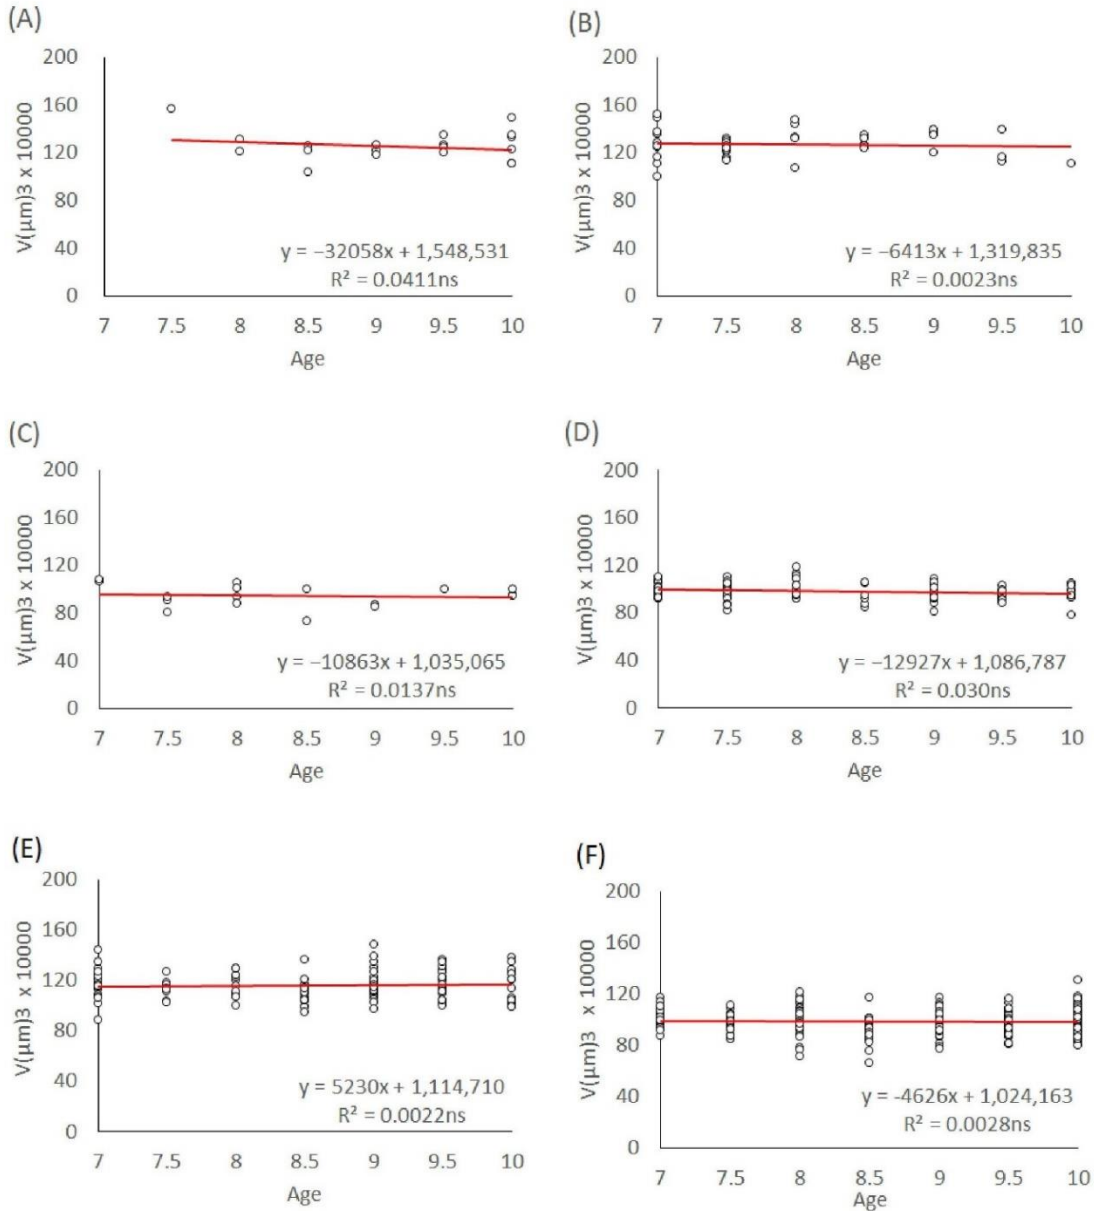 (A)
200
160
120
80
40
0
V(μm)3 x 10000
y = −32058x + 1,548,531
R² = 0.0411ns
7 7.5 8 8.5 9 9.5 10
Age
(B)
200
160
120
80
40
0
V(μm)3 x 10000
y = −6413x + 1,319,835
R² = 0.0023ns
7 7.5 8 8.5 9 9.5 10
Age
(C)
200
160
120
80
40
0
V(μm)3 x 10000
y = −10863x + 1,035,065
R² = 0.0137ns
7 7.5 8 8.5 9 9.5 10
Age
(D)
200
160
120
80
40
0
V(μm)3 x 10000
y = −12927x + 1,086,787
R² = 0.030ns
7 7.5 8 8.5 9 9.5 10
Age
(E)
200
160
120
80
40
0
V(μm)3 x 10000
y = 5230x + 1,114,710
R² = 0.0022ns
7 7.5 8 8.5 9 9.5 10
Age
(F)
200
160
120
80
40
0
V(μm)3 x 10000
y = -4626x + 1,024,163
R² = 0.0028ns
7 7.5 8 8.5 9 9.5 10
Age